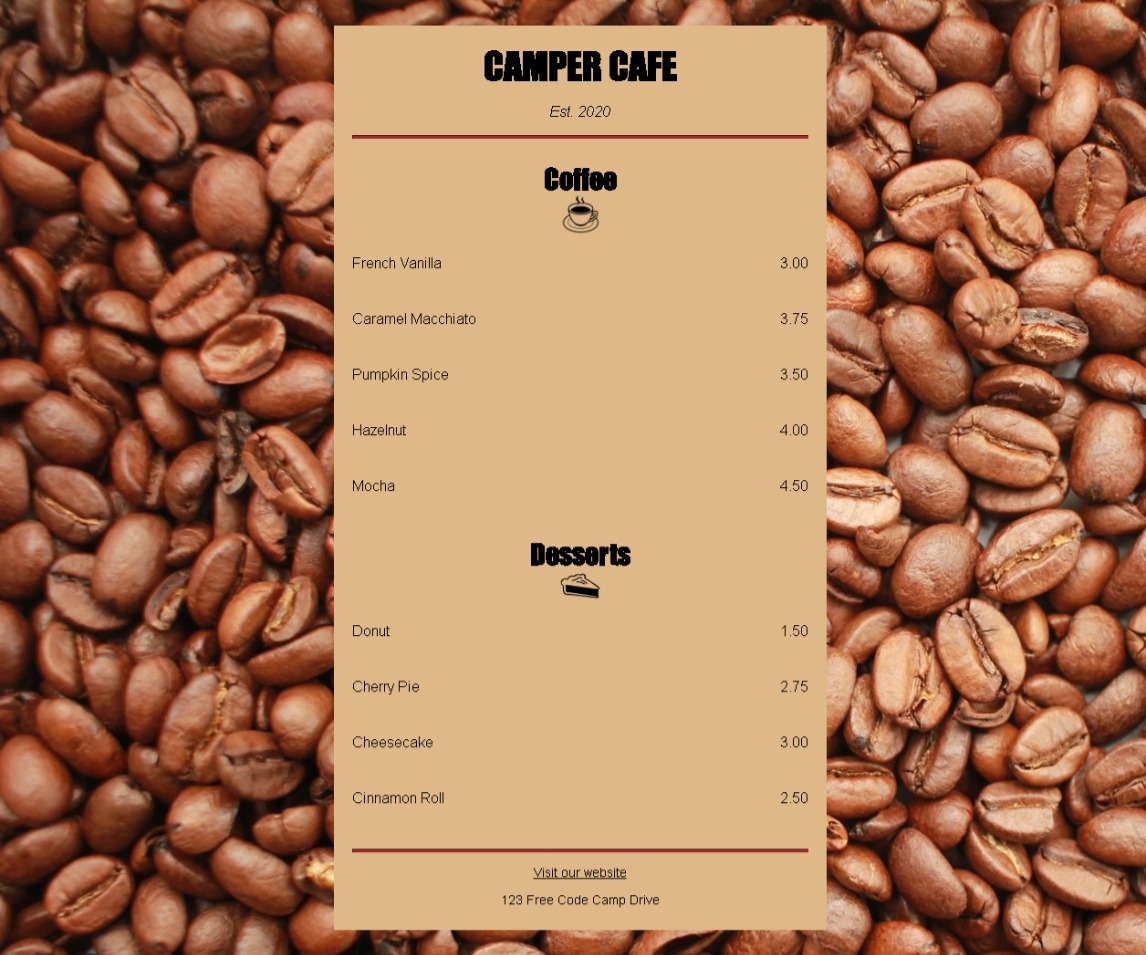 CAMPER CAFE
Est. 2020
Coffee
French Vanilla 3.00
Caramel Macchiato 3.75
Pumpkin Spice 3.50
Hazelnut 4.00
Mocha 4.50
Desserts
Donut 1.50
Cherry Pie 2.75
Cheesecake 3.00
Cinnamon Roll 2.50
Visit our website
123 Free Code Camp Drive